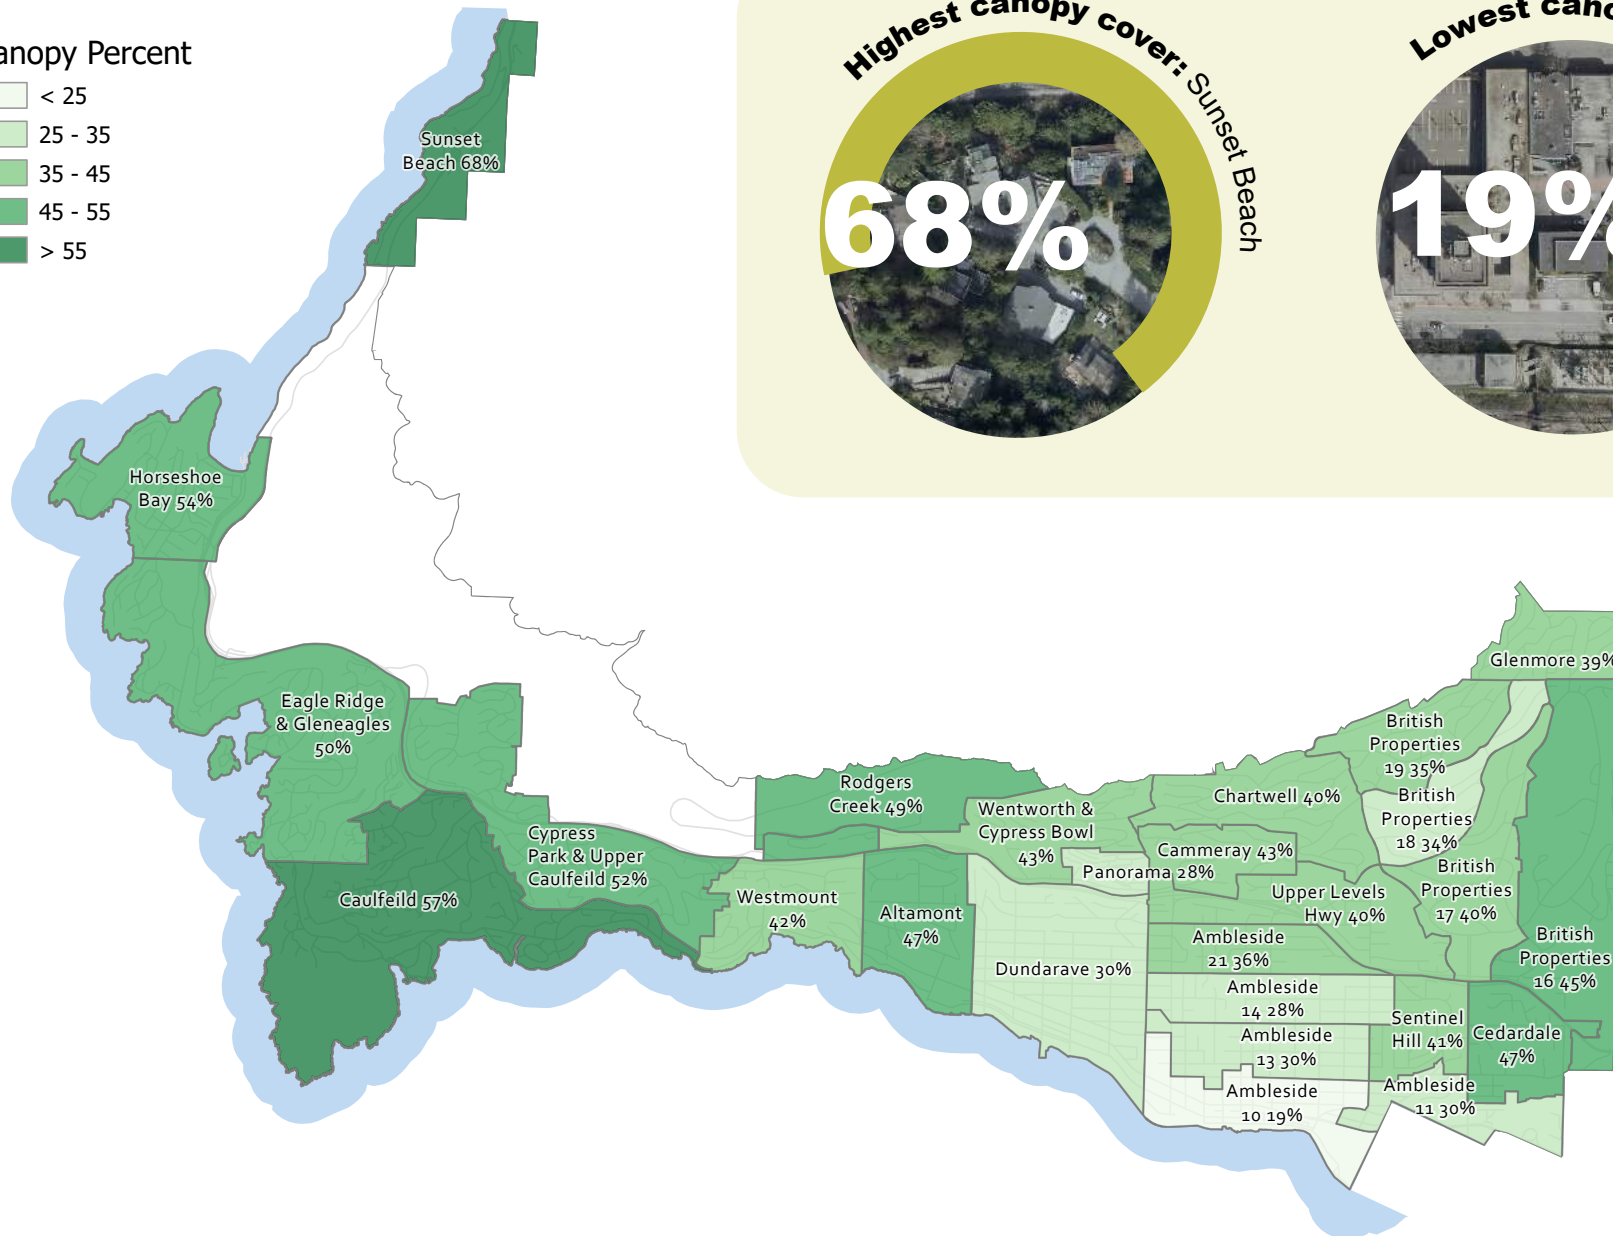 anopy Percent
< 25
25 - 35
35 - 45
45 - 55
> 55
Highest canopy cover: Sunset Beach
68%
Lowest cano
19%
Sunset
Beach 68%
Horseshoe
Bay 54%
Eagle Ridge
& Gleneagles
50%
Caulfeild 57%
Cypress
Park & Upper
Caulfeild 52%
Rodgers
Creek 49%
Westmount
42%
Altamont
47%
Wentworth &
Cypress Bowl
43%
Panorama 28%
Dundarave 30%
Chartwell 40%
Cammeray 43%
Upper Levels
Hwy 40%
Glenmore 39%
British
Properties
19 35%
British
Properties
18 34%
British
Properties
17 40%
British
Properties
16 45%
Ambleside
21 36%
Ambleside
14 28%
Ambleside
13 30%
Ambleside
10 19%
Sentinel
Hill 41%
Cedardale
47%
Ambleside
11 30%